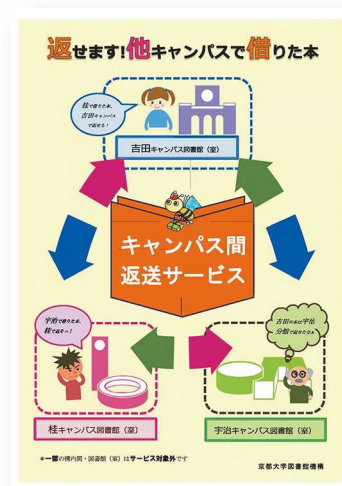 返せます!他キャンパスで借りた本
桂で借りた本、
吉田キャンパス
で返せる!
吉田キャンパス図書館（室）
キャンパス間
返送サービス
宇治で借りた本、
桂で返そっ!
桂キャンパス図書館（室）
吉田の本は宇治
分館で返せたなぁ
宇治キャンパス図書館（室）
＊一部の構内間・図書館（室）はサービス対象外です
京都大学図書館機構